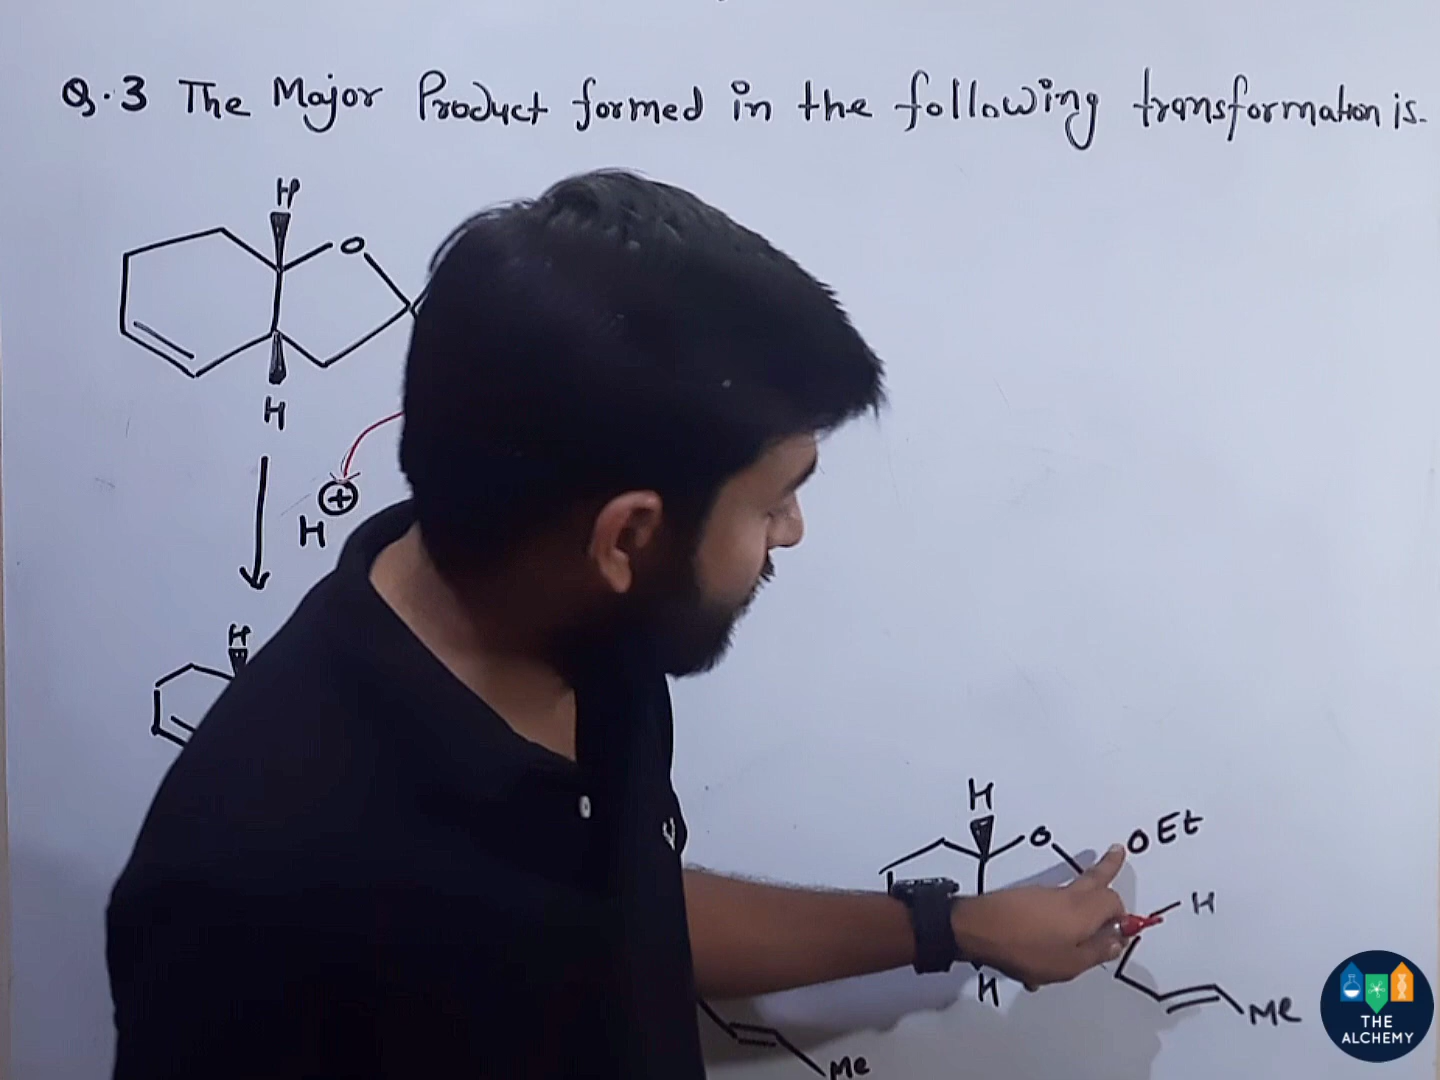 Q.3 The Major Product formed in the following transformation is.
H
O
H
H
⊕
H
H
O
OEt
H
H
Me
Me
THE
ALCHEMY